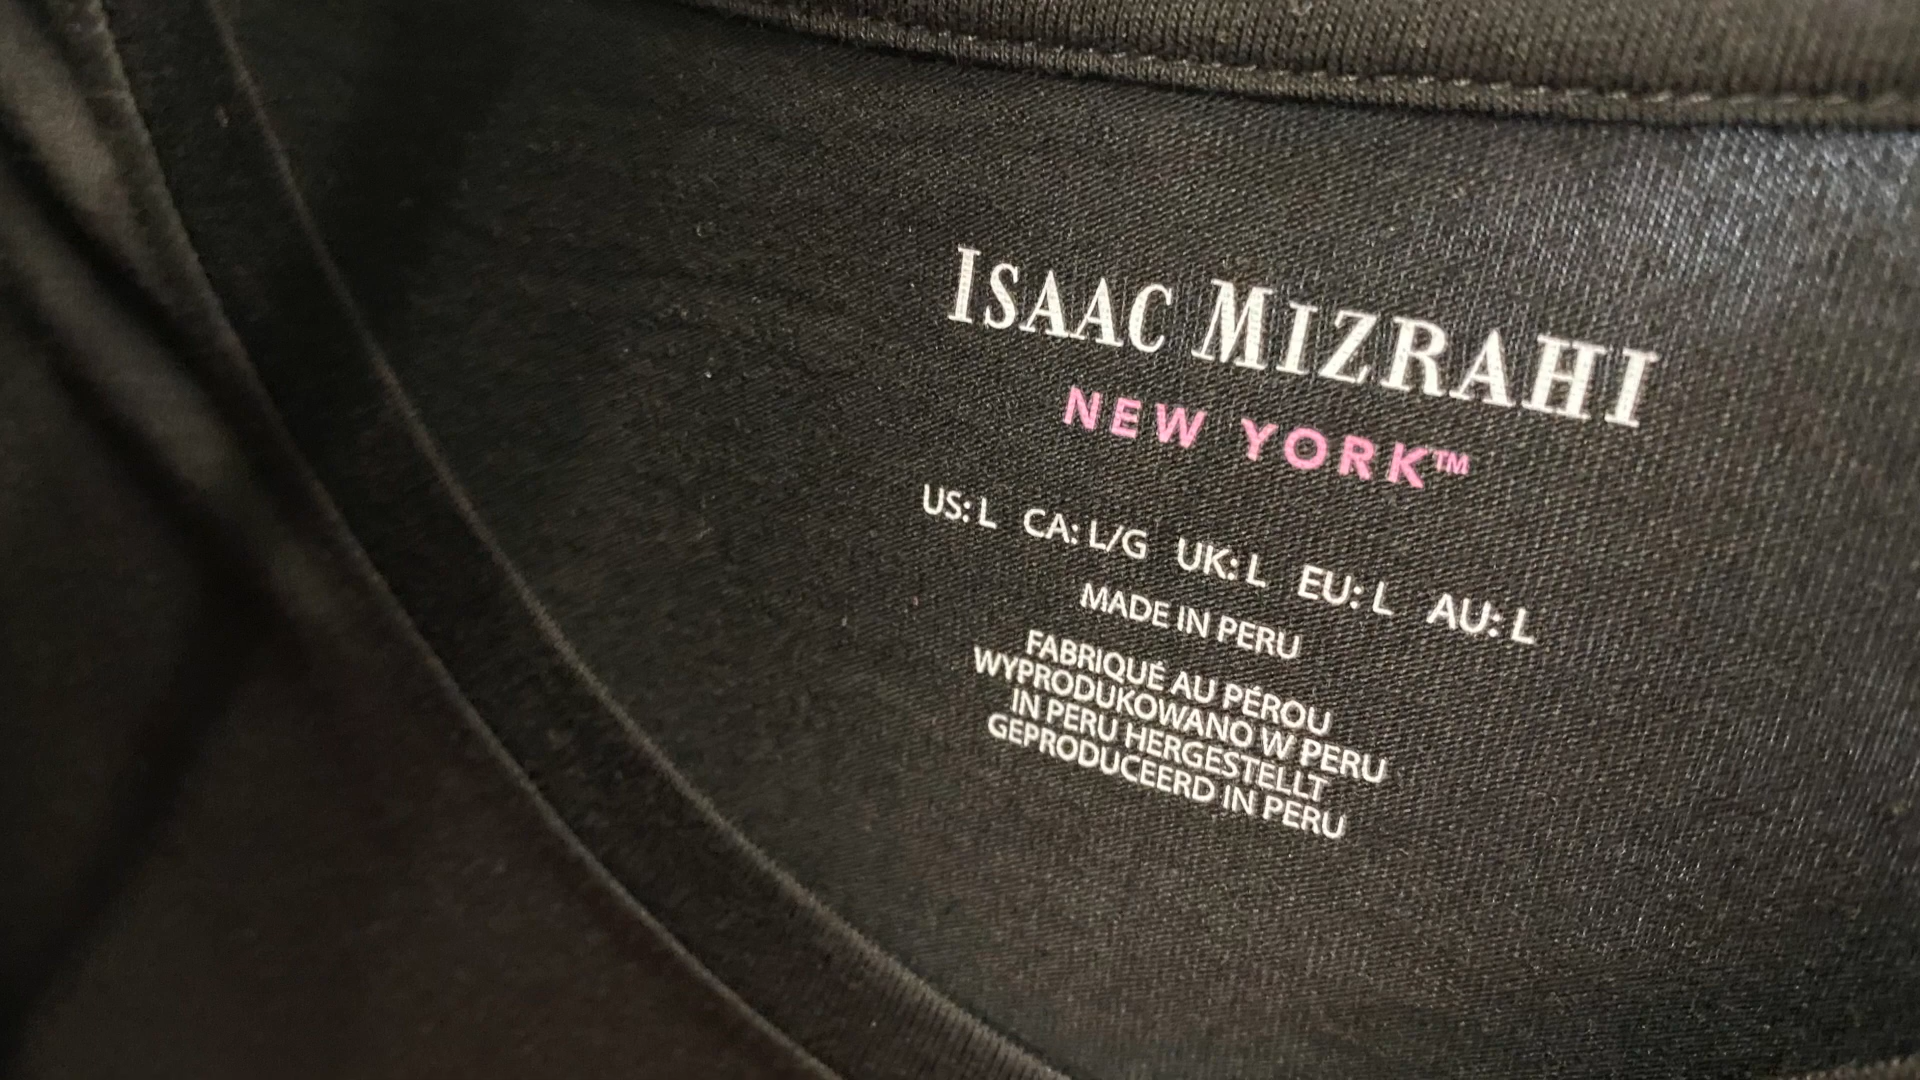 ISAAC MIZRAHI
NEW YORK™
US: L CA: L/G UK: L EU: L AU: L
MADE IN PERU
FABRIQUÉ AU PÉROU
WYPRODUKOWANO W PERU
IN PERU HERGESTELLT
GEPRODUCEERD IN PERU